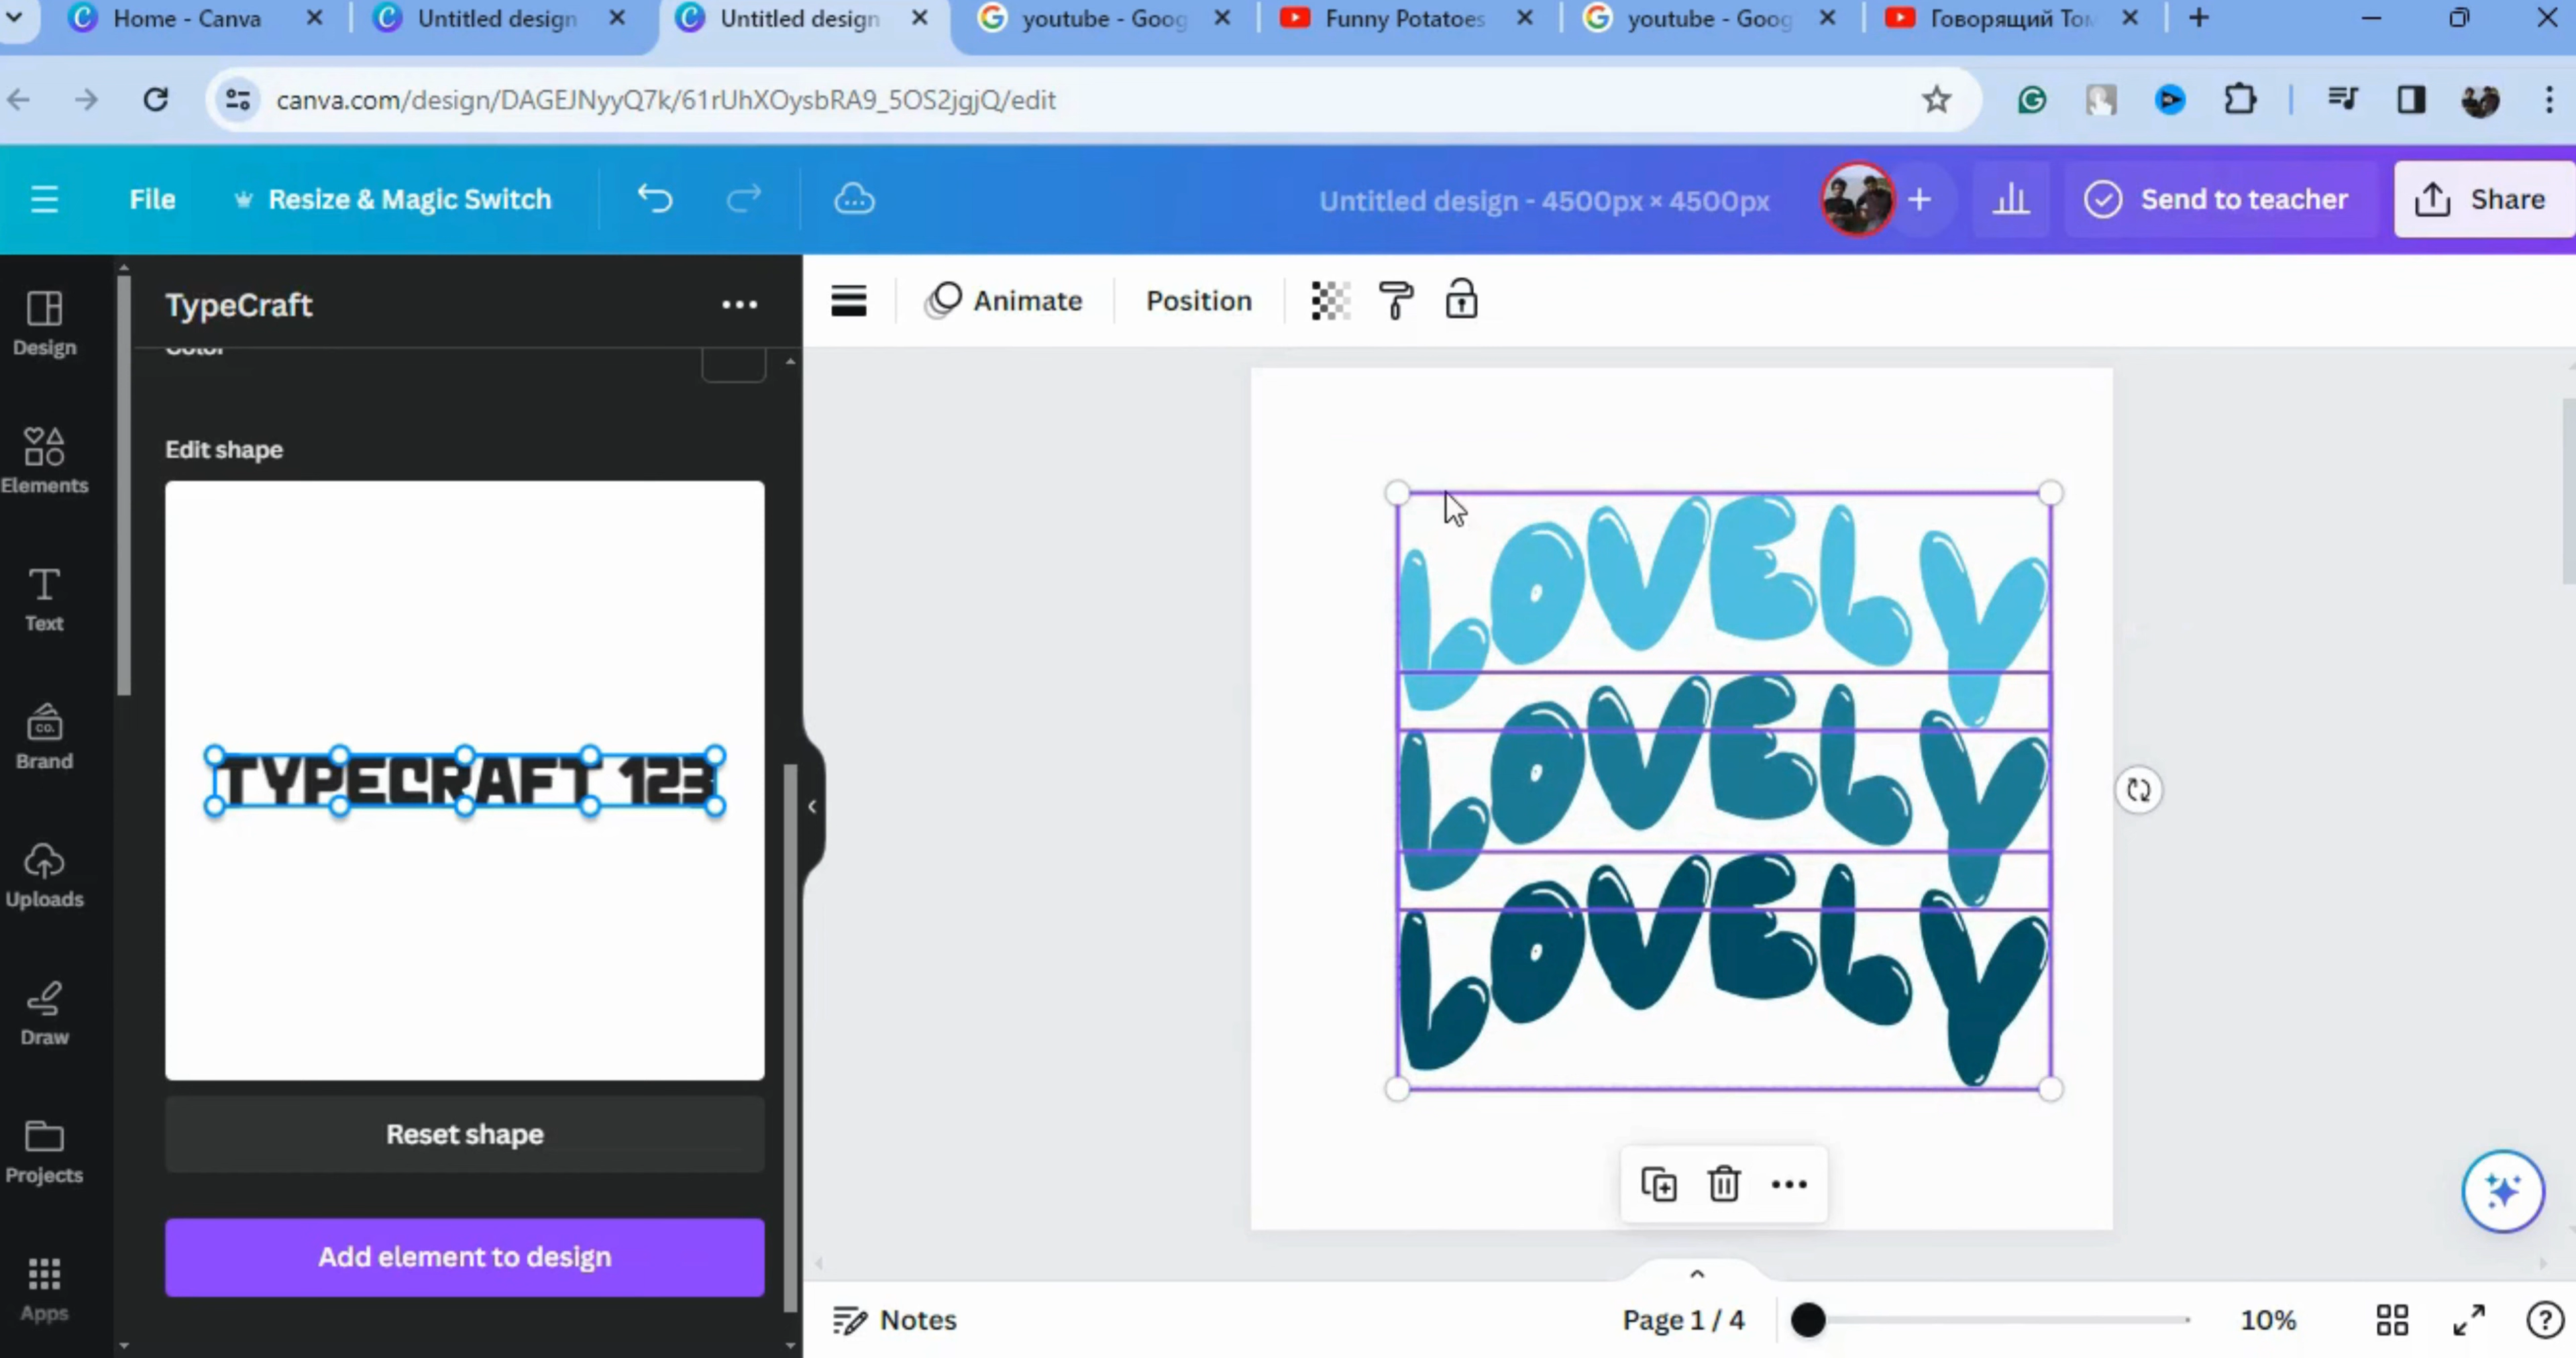 Home - Canva
Untitled design
Untitled design
youtube - Goog
Funny Potatoes
youtube - Goog
Говорящий Том
canva.com/design/DAGEJNyyQ7k/61rUhXOysbRA9_5OS2jgjQ/edit
File
Resize & Magic Switch
Untitled design - 4500px × 4500px
Send to teacher
Share
Design
Elements
Text
Brand
CO.
Uploads
Draw
Projects
Apps
TypeCraft
Color
Edit shape
TYPECRAFT 123
Reset shape
Add element to design
Animate
Position
LOVELY
LOVELY
LOVELY
Notes
Page 1 / 4
10%